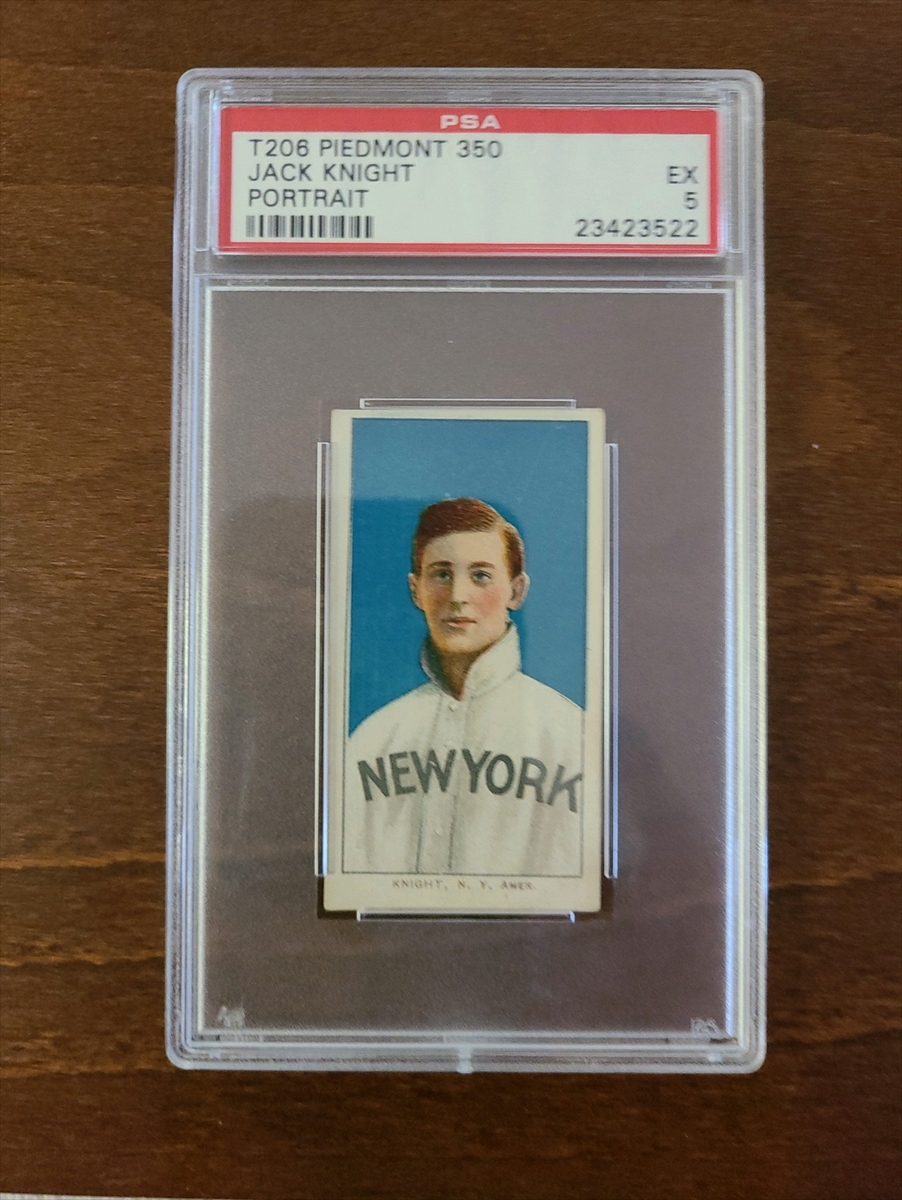 PSA
T206 PIEDMONT 350
JACK KNIGHT EX
PORTRAIT 5
23423522
NEW YORK
KNIGHT, N. Y. AMER.